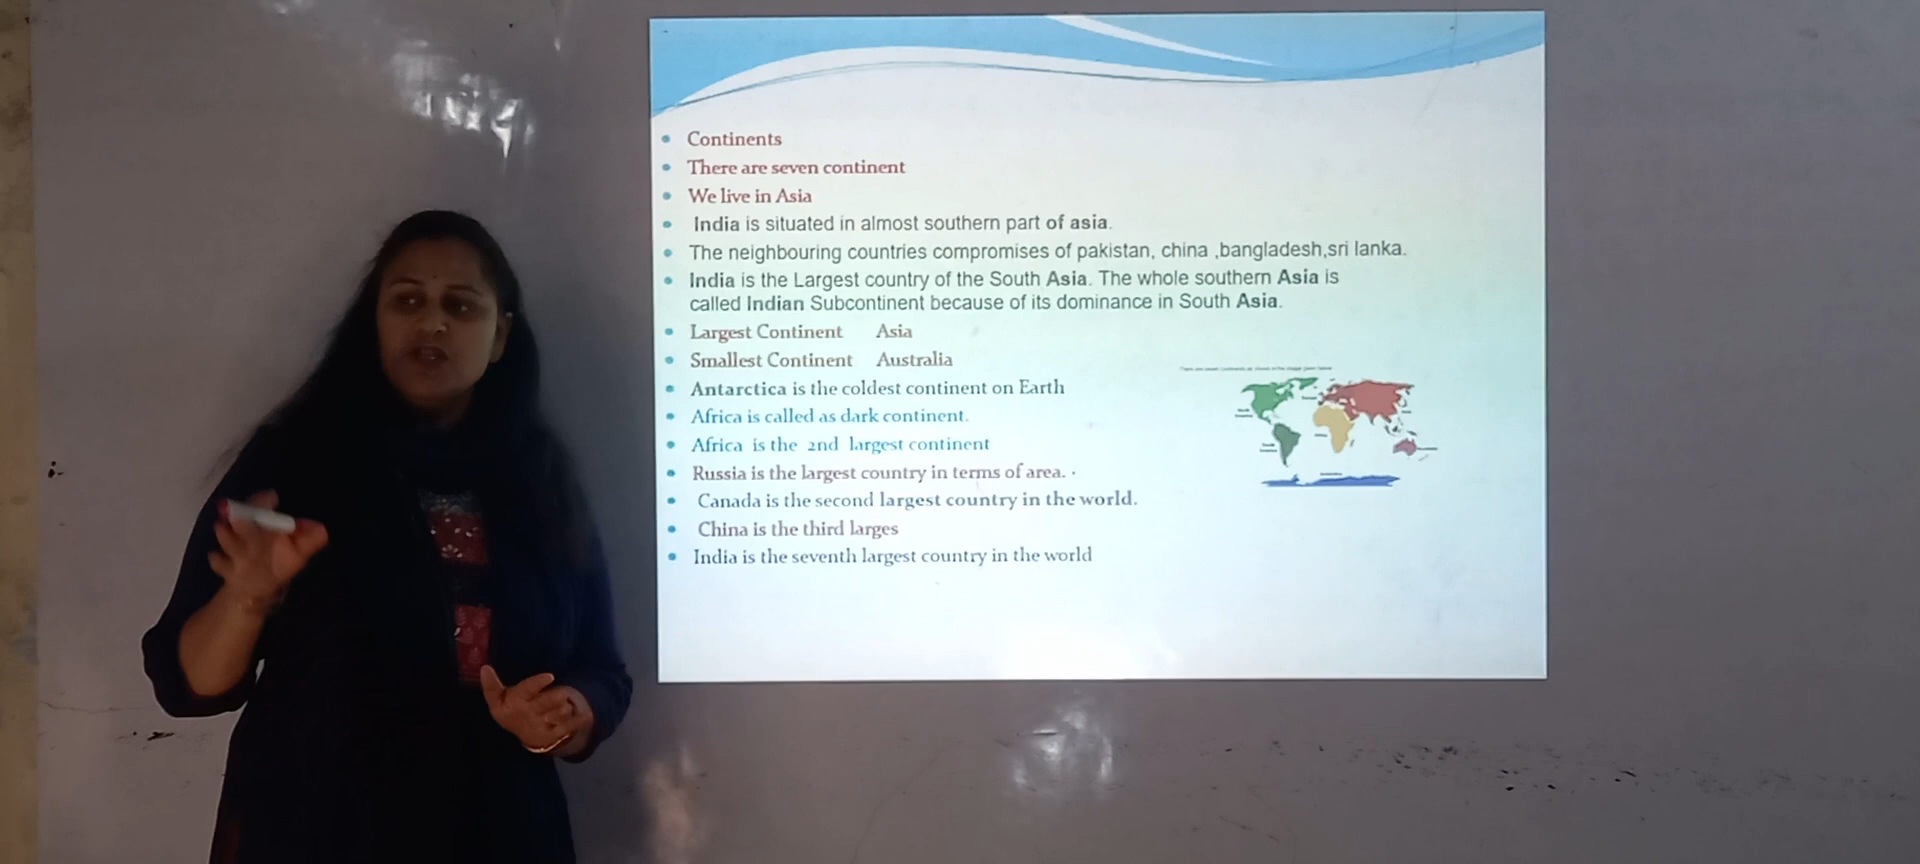 Continents
There are seven continent
We live in Asia
India is situated in almost southern part of asia.
The neighbouring countries compromises of pakistan, china ,bangladesh,sri lanka.
India is the Largest country of the South Asia. The whole southern Asia is
called Indian Subcontinent because of its dominance in South Asia.
Largest Continent Asia
Smallest Continent Australia
Antarctica is the coldest continent on Earth
Africa is called as dark continent.
Africa is the 2nd largest continent
Russia is the largest country in terms of area. ·
Canada is the second largest country in the world.
China is the third larges
India is the seventh largest country in the world